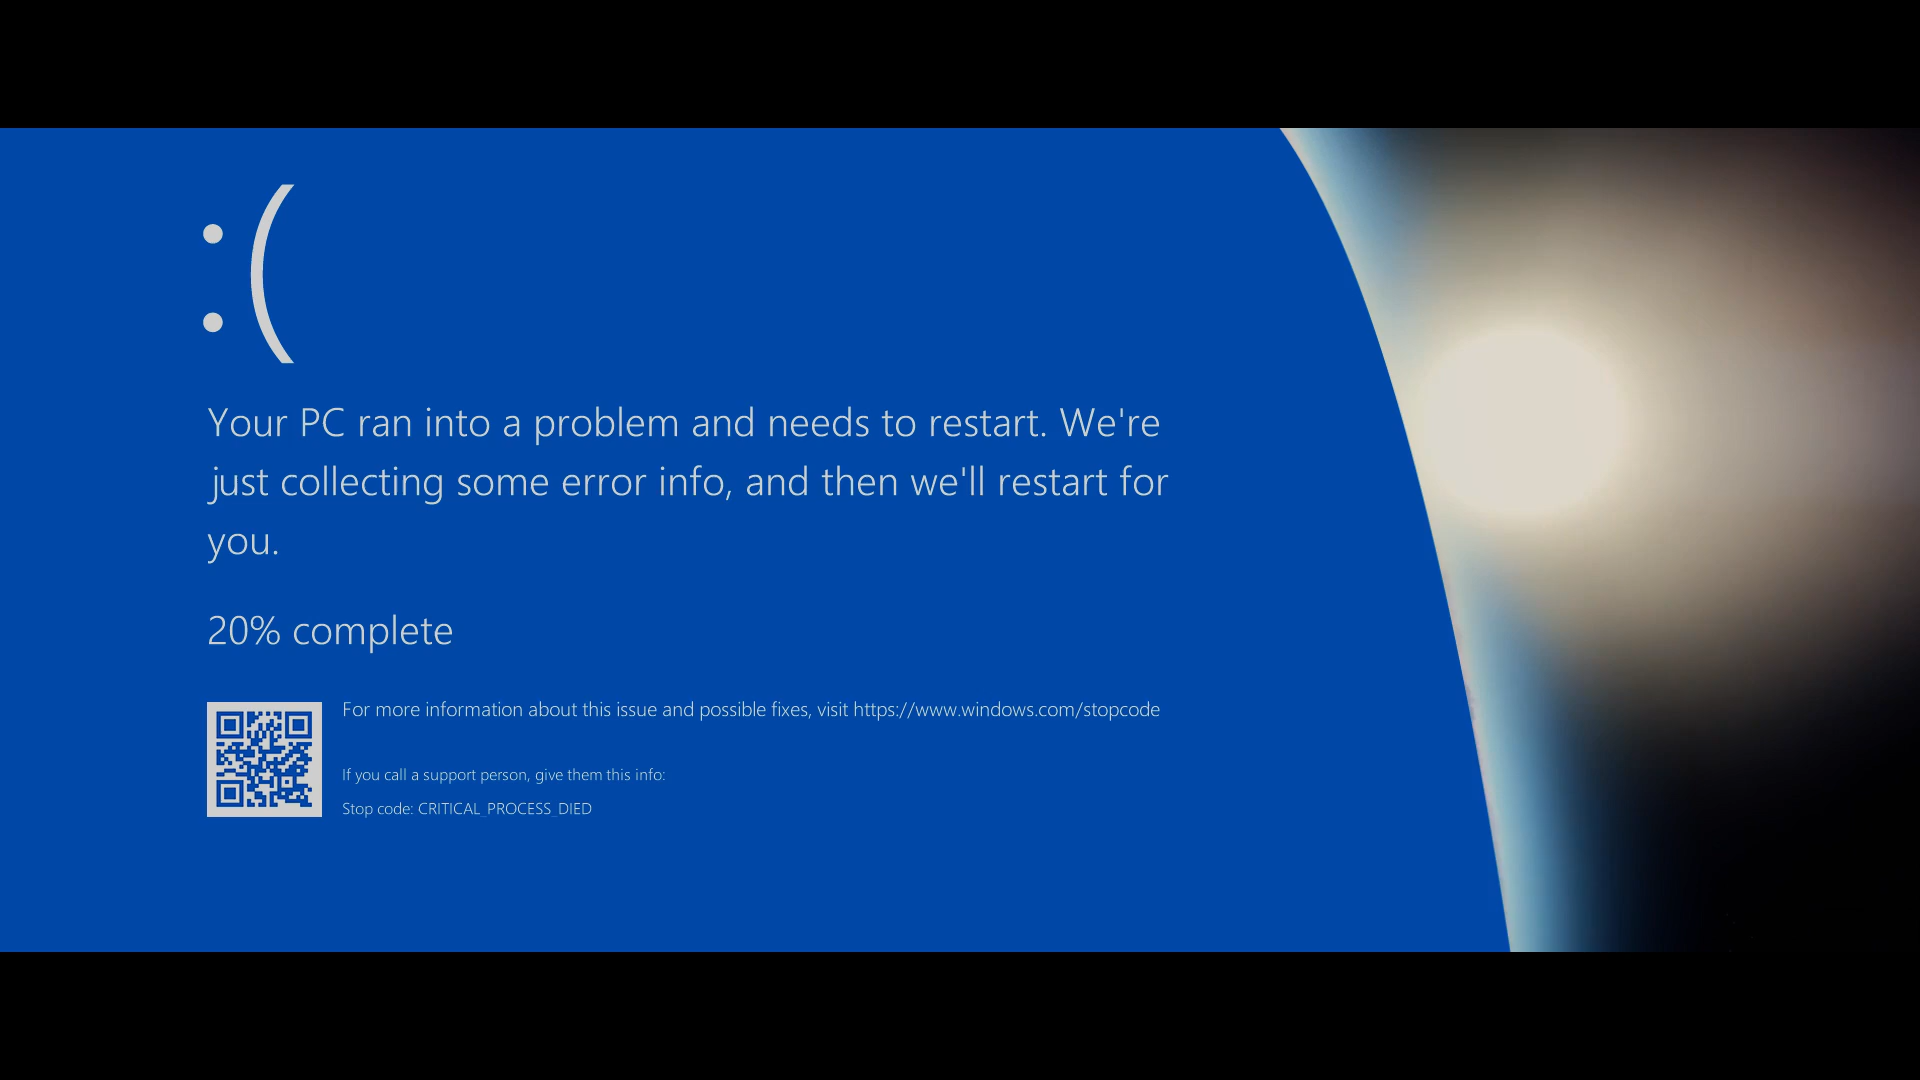 :(
Your PC ran into a problem and needs to restart. We're
just collecting some error info, and then we'll restart for
you.
20% complete
For more information about this issue and possible fixes, visit https://www.windows.com/stopcode
If you call a support person, give them this info:
Stop code: CRITICAL_PROCESS_DIED